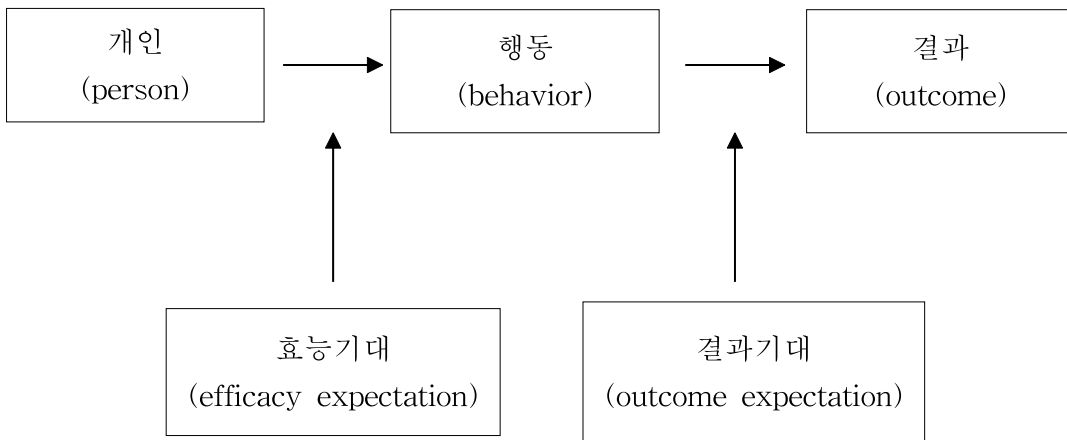 개인
(person)
행동
(behavior)
결과
(outcome)
효능기대
(efficacy expectation)
결과기대
(outcome expectation)